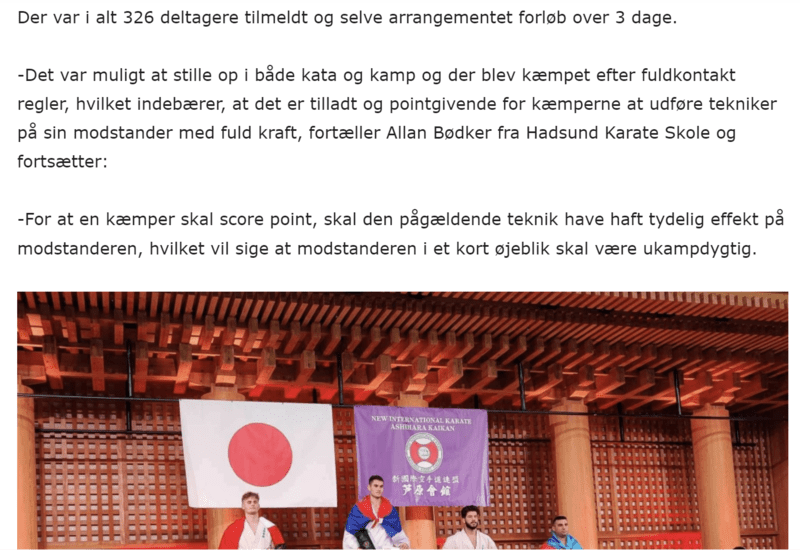 Der var i alt 326 deltagere tilmeldt og selve arrangementet forløb over 3 dage.
-Det var muligt at stille op i både kata og kamp og der blev kæmpet efter fuldkontakt
regler, hvilket indebærer, at det er tilladt og pointgivende for kæmperne at udføre tekniker
på sin modstander med fuld kraft, fortæller Allan Bødker fra Hadsund Karate Skole og
fortsætter:
-For at en kæmper skal score point, skal den pågældende teknik have haft tydelig effekt på
modstanderen, hvilket vil sige at modstanderen i et kort øjeblik skal være ukampdygtig.
NEW INTERNATIONAL KARATE
ASHIHARA KAIKAN
新國際空手道連盟
芦原會館